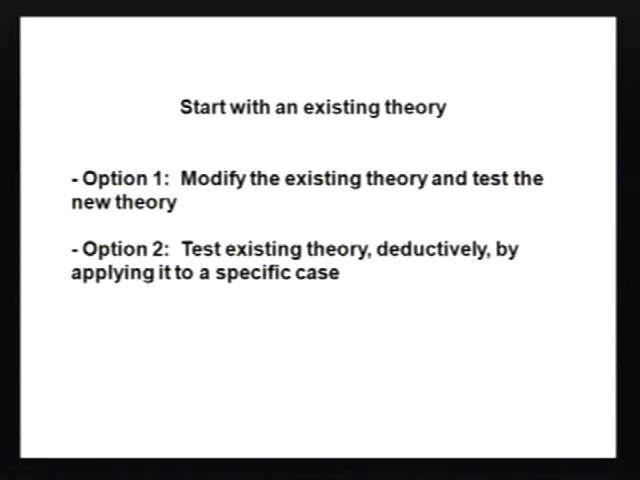 Start with an existing theory
- Option 1:  Modify the existing theory and test the
new theory
- Option 2:  Test existing theory, deductively, by
applying it to a specific case